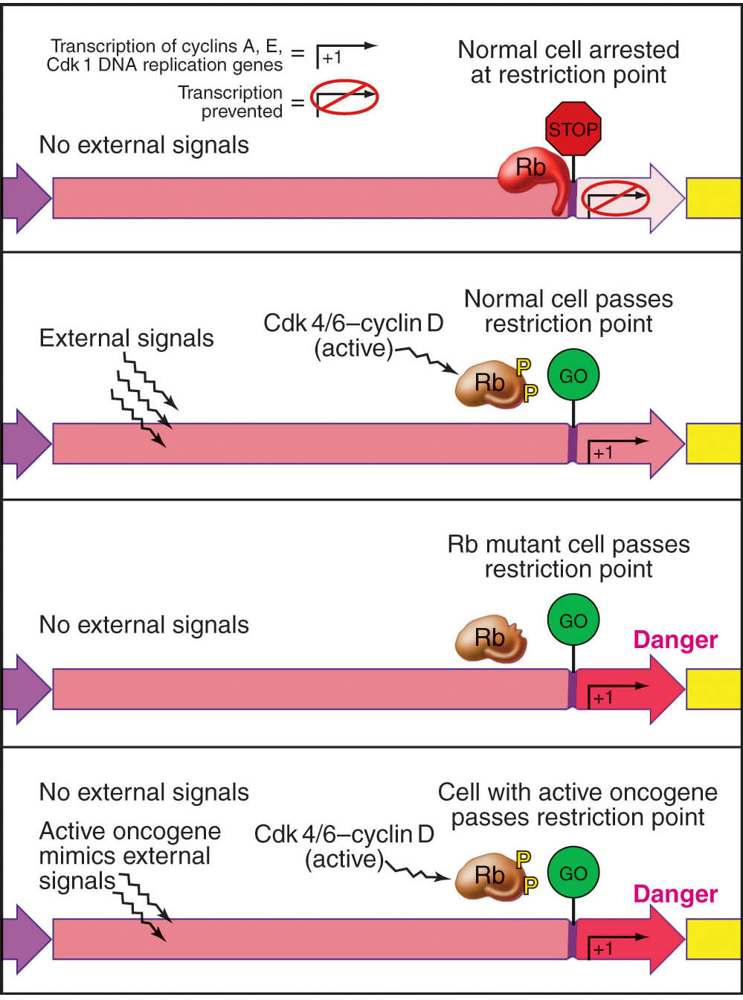 Transcription of cyclins A, E,
Cdk 1 DNA replication genes
=
+1
Transcription
prevented
=
Normal cell arrested
at restriction point
No external signals
STOP
Rb
Normal cell passes
restriction point
Cdk 4/6–cyclin D
(active)
External signals
Rb
P
P
GO
+1
Rb mutant cell passes
restriction point
No external signals
Rb
GO
Danger
+1
No external signals
Active oncogene
mimics external
signals
Cdk 4/6–cyclin D
(active)
Cell with active oncogene
passes restriction point
Rb
P
P
GO
Danger
+1